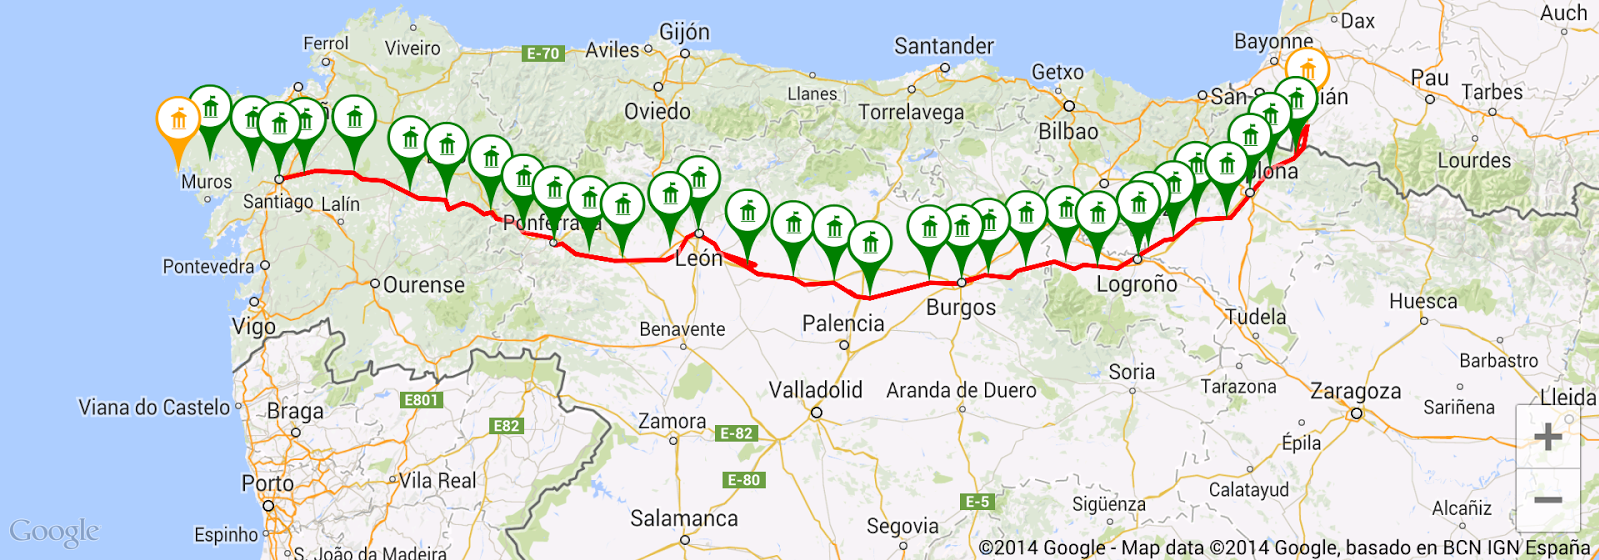 Auch
Dax
Ferrol
Viveiro
Gijón
Aviles
E-70
Santander
Bayonne
Getxo
Pau
Tarbes
Llanes
Torrelavega
Oviedo
San-S
ián
Bilbao
Lourdes
plona
Muros
Santiago
Lalín
Ponferrada
León
Pontevedra
Ourense
Logroño
Burgos
Huesca
Vigo
Palencia
Tudela
Benavente
Barbastro
Soria
Tarazona
Zaragoza
Valladolid
Aranda de Duero
Lleida
Sariñena
Viana do Castelo
E801
Braga
E82
Zamora
E-82
Épila
Porto
Vila Real
E-80
E-5
Calatayud
Sigüenza
Alcañiz
Google
Espinho
Salamanca
Segovia
S. João da Madeira
©2014 Google - Map data ©2014 Google, basado en BCN IGN España